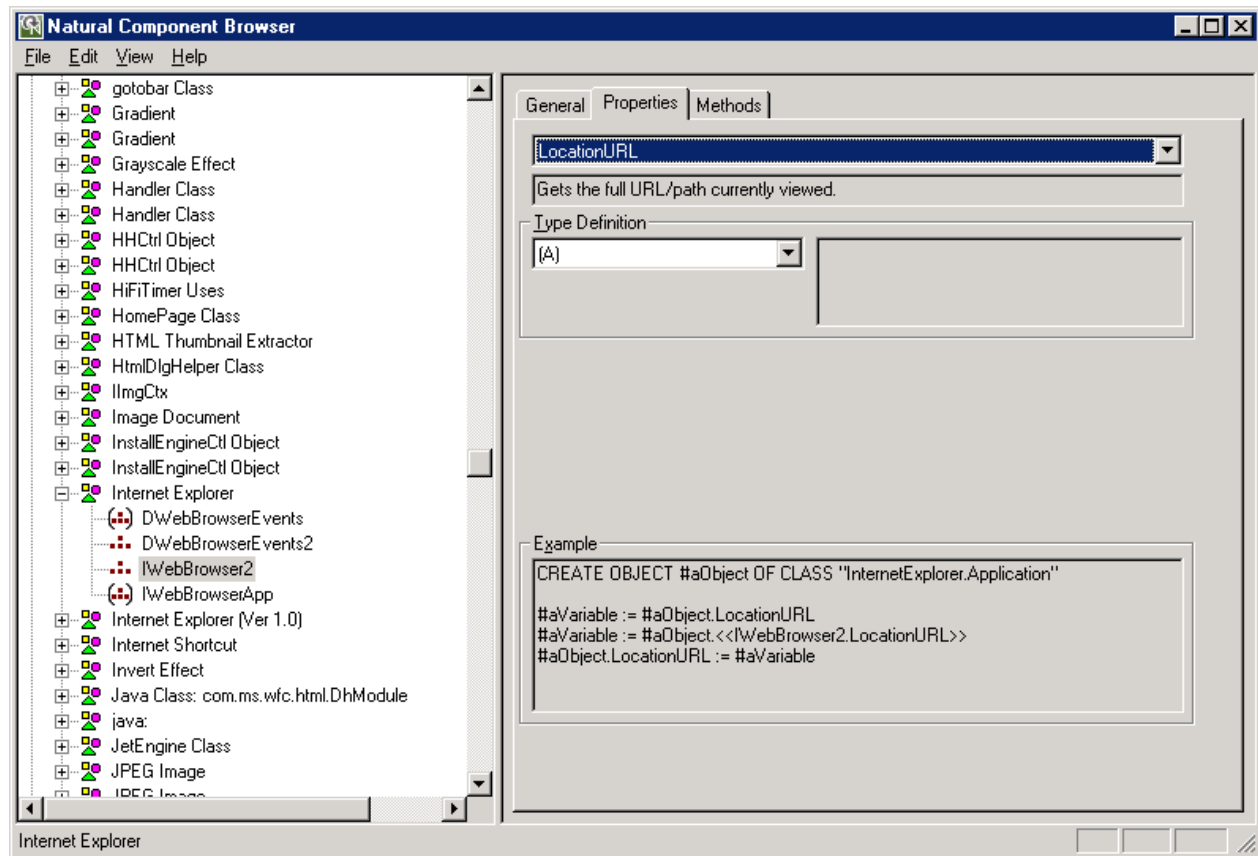 Natural Component Browser
File Edit View Help
gotobar Class
Gradient
Gradient
Grayscale Effect
Handler Class
Handler Class
HHCtrl Object
HHCtrl Object
HiFiTimer Uses
HomePage Class
HTML Thumbnail Extractor
HtmlDlgHelper Class
IImgCtx
Image Document
InstallEngineCtl Object
InstallEngineCtl Object
Internet Explorer
DWebBrowserEvents
DWebBrowserEvents2
IWebBrowser2
IWebBrowserApp
Internet Explorer (Ver 1.0)
Internet Shortcut
Invert Effect
Java Class: com.ms.wfc.html.DhModule
java:
JetEngine Class
JPEG Image
JPEG Image
General Properties Methods
LocationURL
Gets the full URL/path currently viewed.
Type Definition
(A)
Example
CREATE OBJECT #aObject OF CLASS "InternetExplorer.Application"
#aVariable := #aObject.LocationURL
#aVariable := #aObject.<<IWebBrowser2.LocationURL>>
#aObject.LocationURL := #aVariable
Internet Explorer